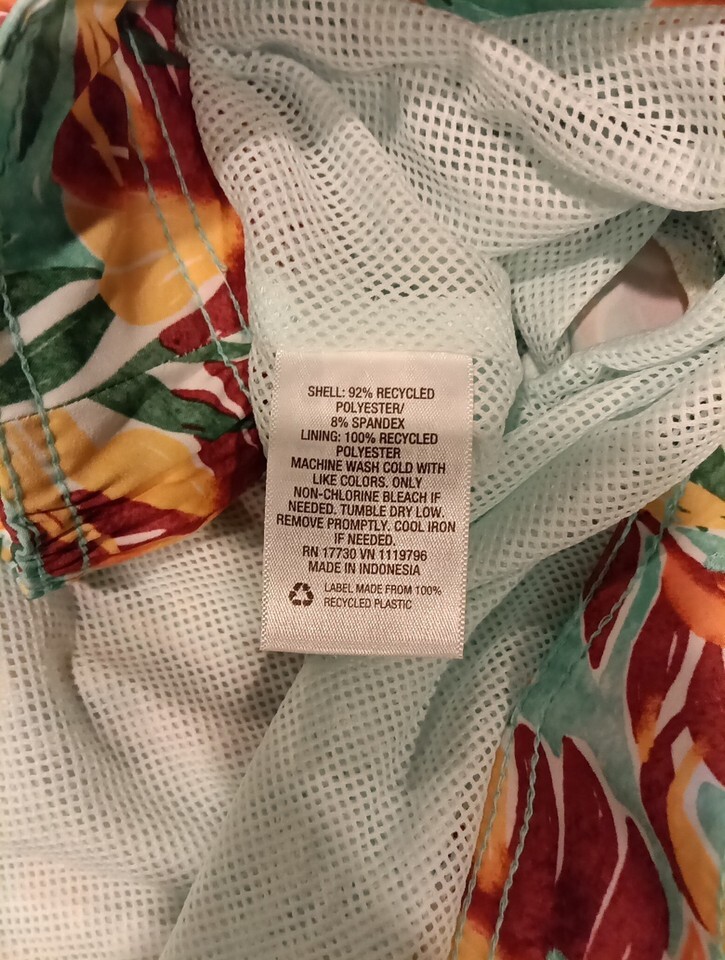 SHELL: 92% RECYCLED
POLYESTER/
8% SPANDEX
LINING: 100% RECYCLED
POLYESTER
MACHINE WASH COLD WITH
LIKE COLORS. ONLY
NON-CHLORINE BLEACH IF
NEEDED. TUMBLE DRY LOW.
REMOVE PROMPTLY. COOL IRON
IF NEEDED.
RN 17730 VN 1119796
MADE IN INDONESIA
LABEL MADE FROM 100%
RECYCLED PLASTIC